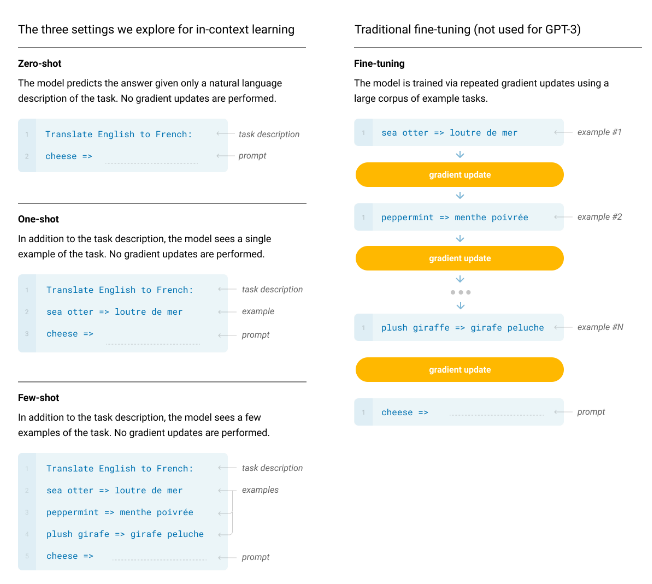 The three settings we explore for in-context learning
Zero-shot
The model predicts the answer given only a natural language
description of the task. No gradient updates are performed.
1 Translate English to French: task description
2 cheese => prompt
One-shot
In addition to the task description, the model sees a single
example of the task. No gradient updates are performed.
1 Translate English to French: task description
2 sea otter => loutre de mer example
3 cheese => prompt
Few-shot
In addition to the task description, the model sees a few
examples of the task. No gradient updates are performed.
1 Translate English to French: task description
2 sea otter => loutre de mer examples
3 peppermint => menthe poivrée
4 plush girafe => girafe peluche
5 cheese => prompt
Traditional fine-tuning (not used for GPT-3)
Fine-tuning
The model is trained via repeated gradient updates using a
large corpus of example tasks.
1 sea otter => loutre de mer example #1
gradient update
1 peppermint => menthe poivrée example #2
gradient update
1 plush giraffe => girafe peluche example #N
gradient update
1 cheese => prompt